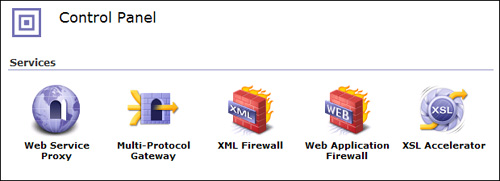 Control Panel
Services
XML
WEB
XSL
Web Service Multi-Protocol XML Firewall Web Application XSL Accelerator
Proxy Gateway Firewall